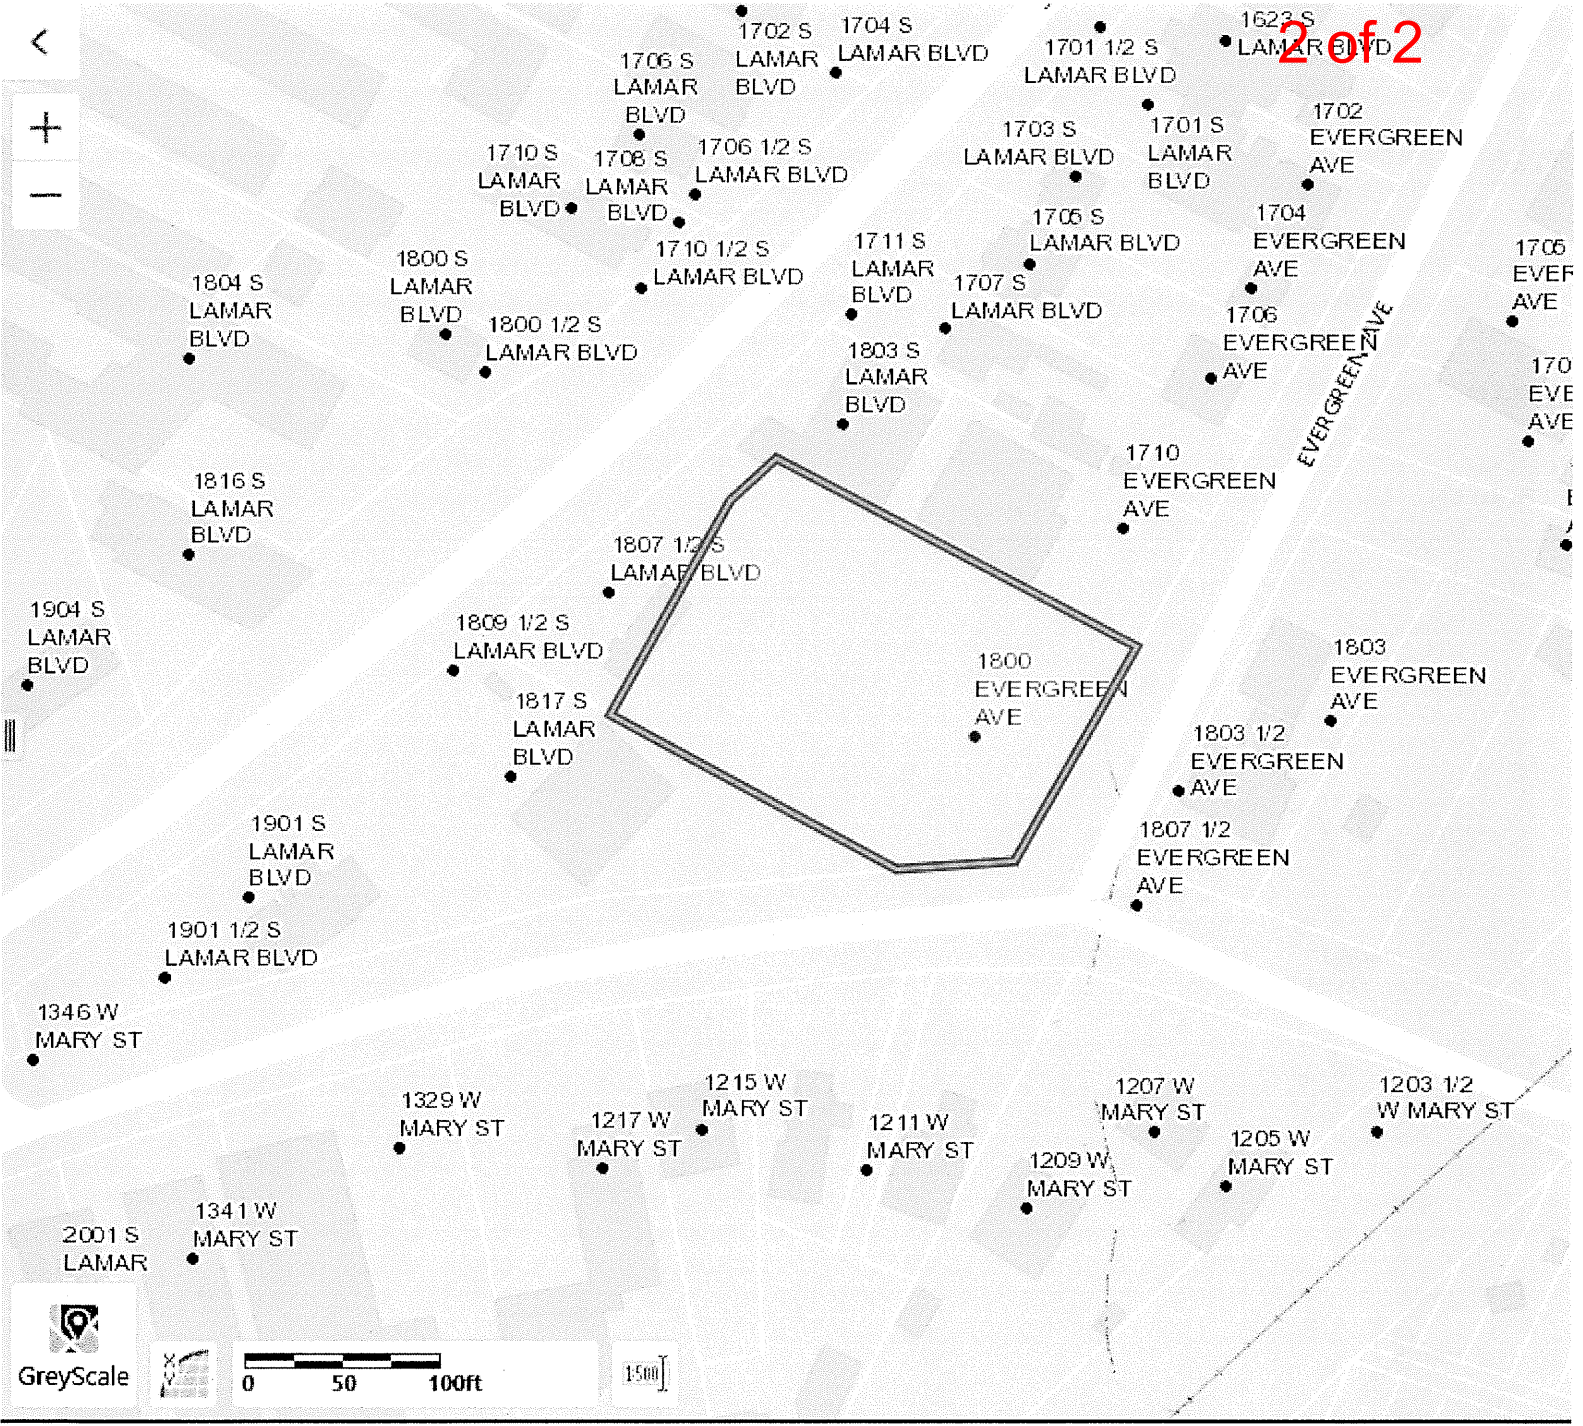 2 of 2
1702 S
LAMAR
BLVD
1704 S
LAMAR BLVD
1701 1/2 S
LAMAR BLVD
1623 S
LAMAR BLVD
1706 S
LAMAR
BLVD
1703 S
LAMAR BLVD
1701 S
LAMAR
BLVD
1702
EVERGREEN
AVE
1710 S
LAMAR
BLVD
1708 S
LAMAR
BLVD
1706 1/2 S
LAMAR BLVD
1705 S
LAMAR BLVD
1704
EVERGREEN
AVE
1804 S
LAMAR
BLVD
1800 S
LAMAR
BLVD
1710 1/2 S
LAMAR BLVD
1711 S
LAMAR
BLVD
1707 S
LAMAR BLVD
1705
EVER
AVE
1800 1/2 S
LAMAR BLVD
1803 S
LAMAR
BLVD
1706
EVERGREEN
AVE
EVERGREEN AVE
170
EVE
AVE
1816 S
LAMAR
BLVD
1710
EVERGREEN
AVE
1807 1/2 S
LAMAR BLVD
1904 S
LAMAR
BLVD
1809 1/2 S
LAMAR BLVD
1800
EVERGREEN
AVE
1803
EVERGREEN
AVE
1817 S
LAMAR
BLVD
1803 1/2
EVERGREEN
AVE
1901 S
LAMAR
BLVD
1807 1/2
EVERGREEN
AVE
1901 1/2 S
LAMAR BLVD
1346 W
MARY ST
1329 W
MARY ST
1217 W
MARY ST
1215 W
MARY ST
1211 W
MARY ST
1207 W
MARY ST
1203 1/2
W MARY ST
1209 W
MARY ST
1205 W
MARY ST
2001 S
LAMAR
1341 W
MARY ST
GreyScale
X
Y
0 50 100ft
1:500